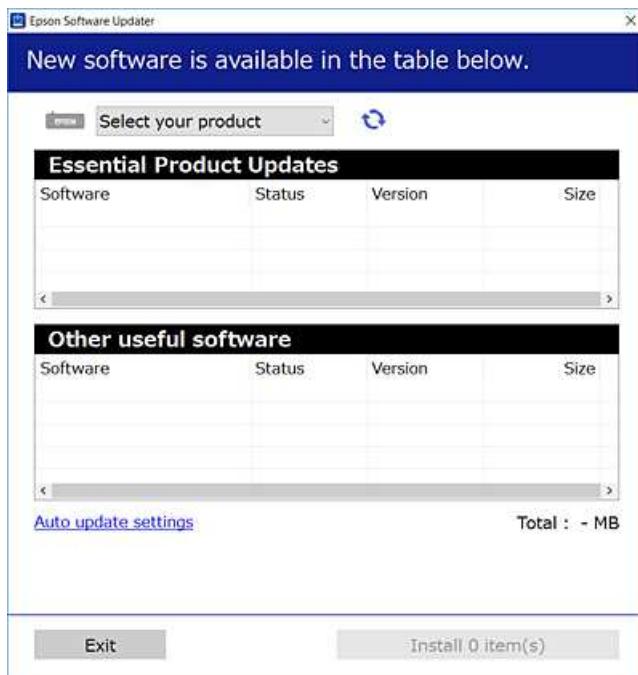 Epson Software Updater
New software is available in the table below.
EPSON Select your product
Essential Product Updates
Software Status Version Size
Other useful software
Software Status Version Size
Auto update settings Total : - MB
Exit Install 0 item(s)